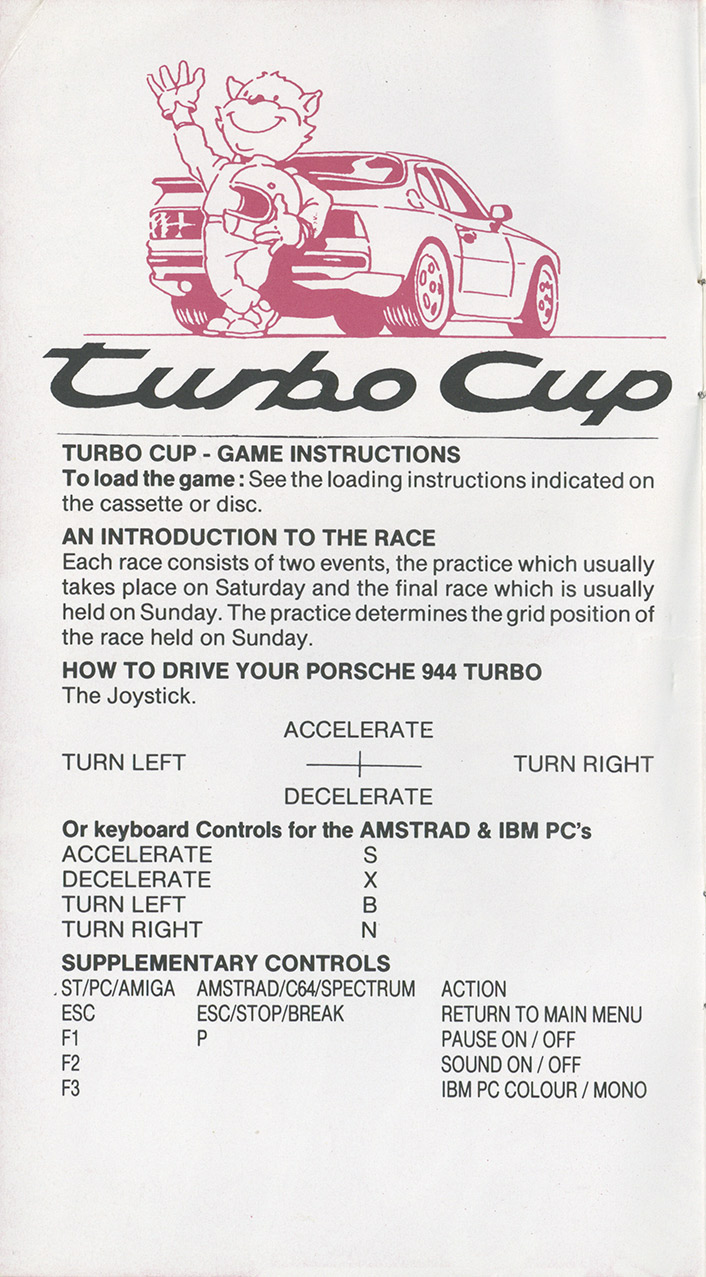 turbo Cup
TURBO CUP - GAME INSTRUCTIONS
To load the game : See the loading instructions indicated on
the cassette or disc.
AN INTRODUCTION TO THE RACE
Each race consists of two events, the practice which usually
takes place on Saturday and the final race which is usually
held on Sunday. The practice determines the grid position of
the race held on Sunday.
HOW TO DRIVE YOUR PORSCHE 944 TURBO
The Joystick.
ACCELERATE
TURN LEFT TURN RIGHT
DECELERATE
Or keyboard Controls for the AMSTRAD & IBM PC's
ACCELERATE S
DECELERATE X
TURN LEFT B
TURN RIGHT N
SUPPLEMENTARY CONTROLS
ST/PC/AMIGA AMSTRAD/C64/SPECTRUM ACTION
ESC ESC/STOP/BREAK RETURN TO MAIN MENU
F1 P PAUSE ON / OFF
F2 SOUND ON / OFF
F3 IBM PC COLOUR / MONO